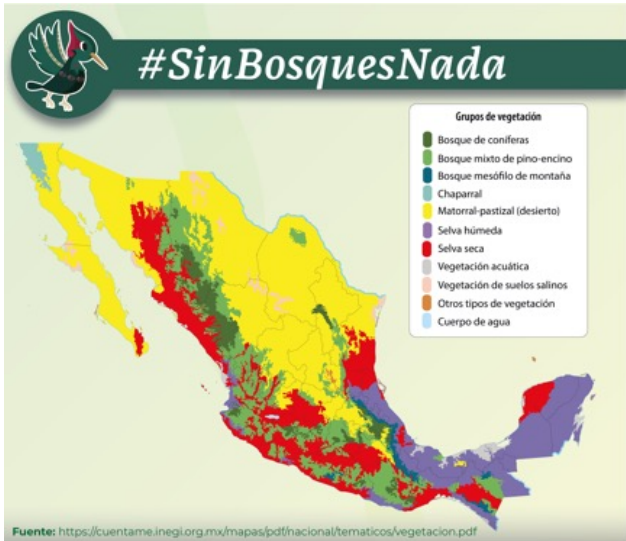 #SinBosquesNada
Grupos de vegetación
Bosque de coníferas
Bosque mixto de pino-encino
Bosque mesófilo de montaña
Chaparral
Matorral-pastizal (desierto)
Selva húmeda
Selva seca
Vegetación acuática
Vegetación de suelos salinos
Otros tipos de vegetación
Cuerpo de agua
Fuente: https://cuentame.inegi.org.mx/mapas/pdf/nacional/tematicos/vegetacion.pdf